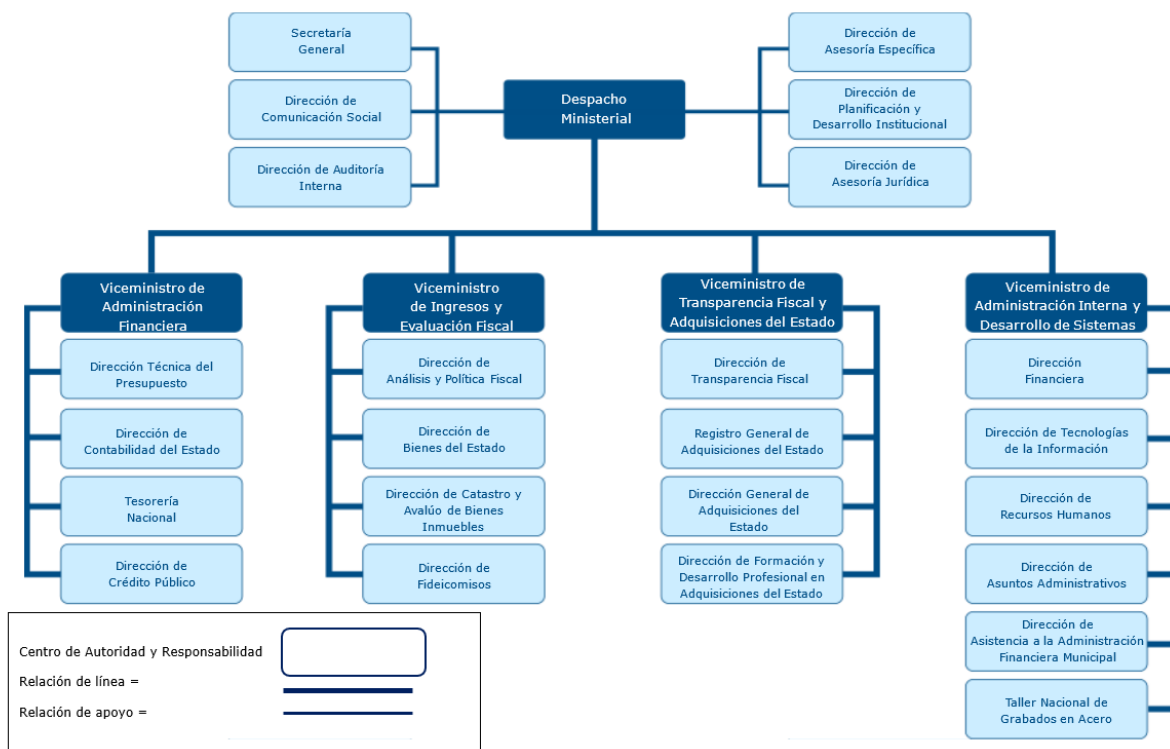 Secretaría
General
Dirección de
Comunicación Social
Dirección de Auditoría
Interna
Despacho
Ministerial
Dirección de
Asesoría Específica
Dirección de
Planificación y
Desarrollo Institucional
Dirección de
Asesoría Jurídica
Viceministro de
Administración
Financiera
Dirección Técnica del
Presupuesto
Dirección de
Contabilidad del Estado
Tesorería
Nacional
Dirección de
Crédito Público
Viceministro
de Ingresos y
Evaluación Fiscal
Dirección de
Análisis y Política Fiscal
Dirección de
Bienes del Estado
Dirección de Catastro y
Avalúo de Bienes
Inmuebles
Dirección de
Fideicomisos
Viceministro de
Transparencia Fiscal y
Adquisiciones del Estado
Dirección de
Transparencia Fiscal
Registro General de
Adquisiciones del Estado
Dirección General de
Adquisiciones del
Estado
Dirección de Formación y
Desarrollo Profesional en
Adquisiciones del Estado
Viceministro de
Administración Interna y
Desarrollo de Sistemas
Dirección
Financiera
Dirección de Tecnologías
de la Información
Dirección de
Recursos Humanos
Dirección de
Asuntos Administrativos
Dirección de
Asistencia a la Administración
Financiera Municipal
Taller Nacional de
Grabados en Acero
Centro de Autoridad y Responsabilidad
Relación de línea =
Relación de apoyo =